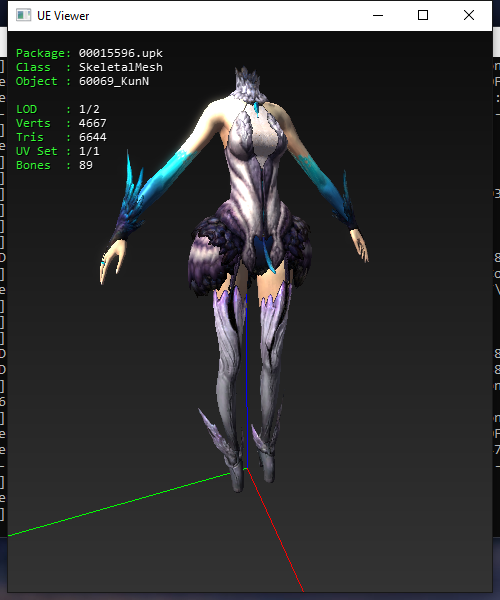 UE Viewer
Package: 00015596.upk
Class : SkeletalMesh
Object : 60069_KunN
LOD : 1/2
Verts : 4667
Tris : 6644
UV Set : 1/1
Bones : 89